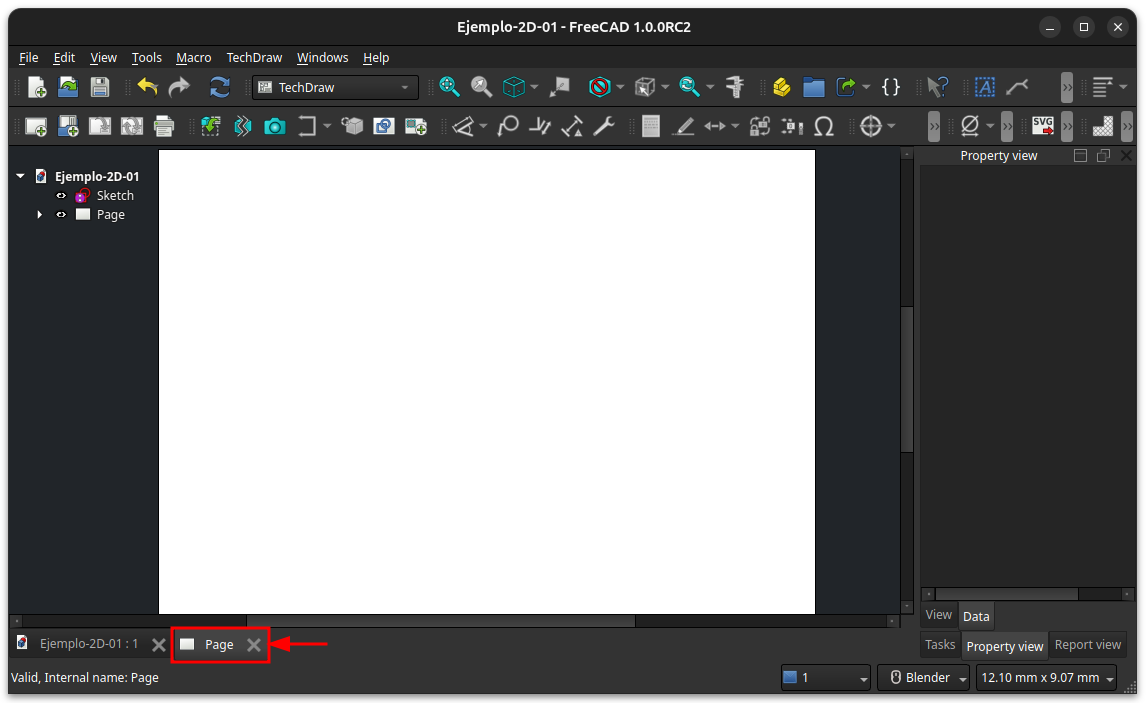 Ejemplo-2D-01 - FreeCAD 1.0.0RC2
File Edit View Tools Macro TechDraw Windows Help
TechDraw
{ }
A
SVG
Property view
Ejemplo-2D-01
Sketch
Page
View Data
Ejemplo-2D-01 : 1
Page
Tasks Property view Report view
Valid, Internal name: Page
1
Blender
12.10 mm x 9.07 mm